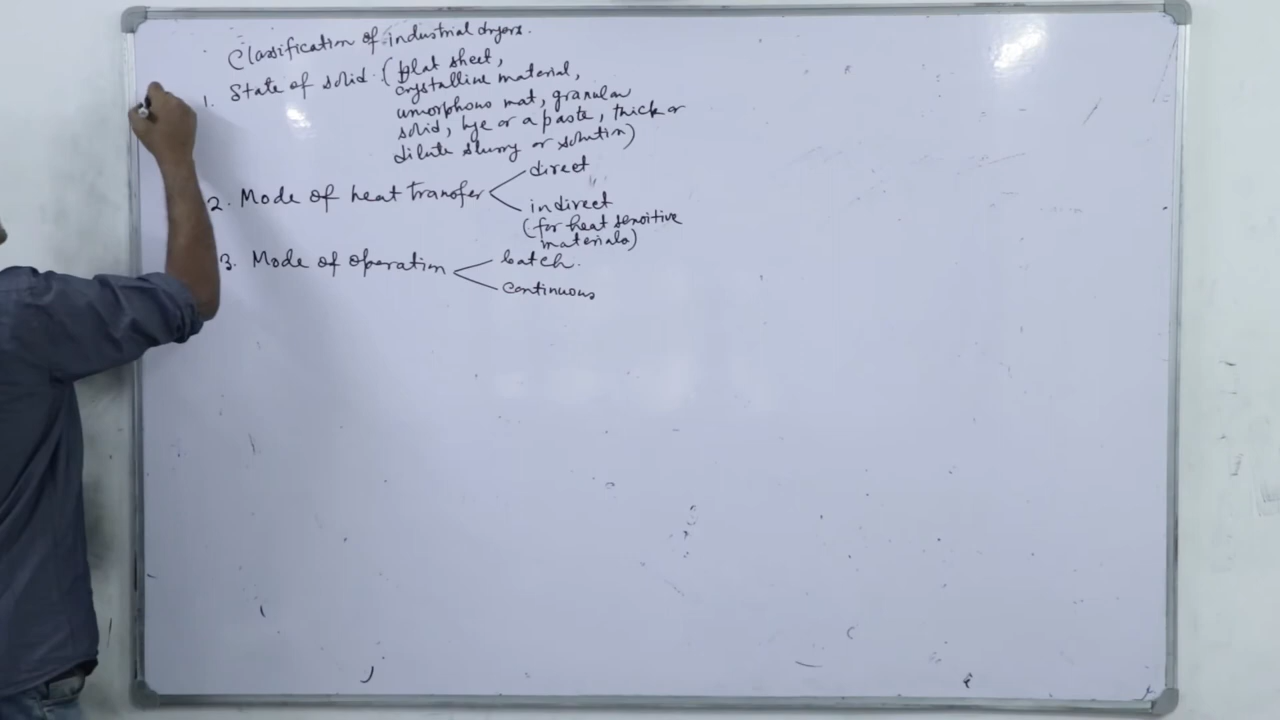 Classification of industrial dryers.
1. State of solid. (flat sheet,
crystalline material,
amorphous mat, granular
solid, lye or a paste, thick or
dilute slurry or solution)
2. Mode of heat transfer
direct
indirect
(for heat sensitive
materials)
3. Mode of operation
batch.
continuous